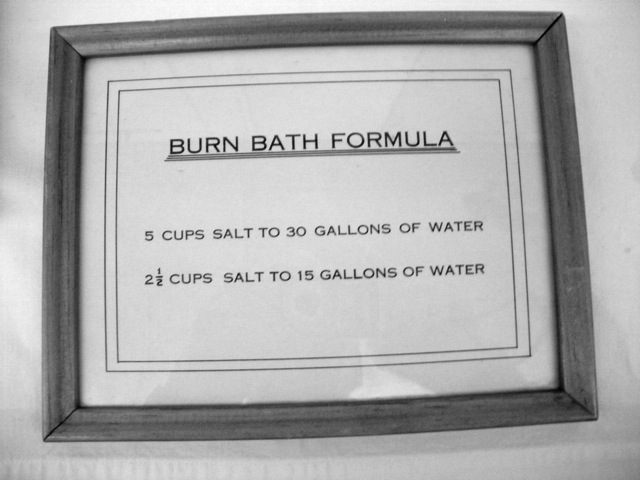 BURN BATH FORMULA
5 CUPS SALT TO 30 GALLONS OF WATER
2½ CUPS SALT TO 15 GALLONS OF WATER